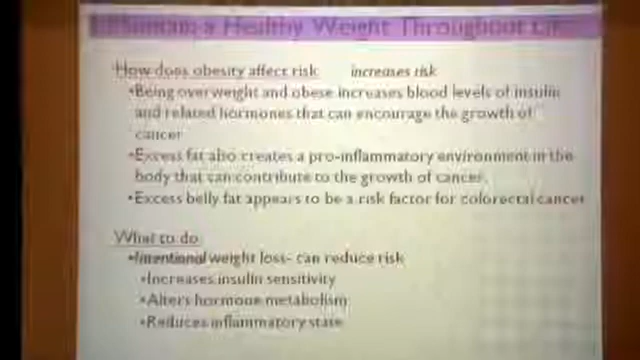 Maintain a Healthy Weight Throughout Life
How does obesity affect risk increases risk
•Being overweight and obese increases blood levels of insulin
and related hormones that can encourage the growth of
cancer
•Excess fat also creates a pro-inflammatory environment in the
body that can contribute to the growth of cancer.
•Excess belly fat appears to be a risk factor for colorectal cancer
What to do
•Intentional weight loss- can reduce risk
•Increases insulin sensitivity
•Alters hormone metabolism
•Reduces inflammatory state